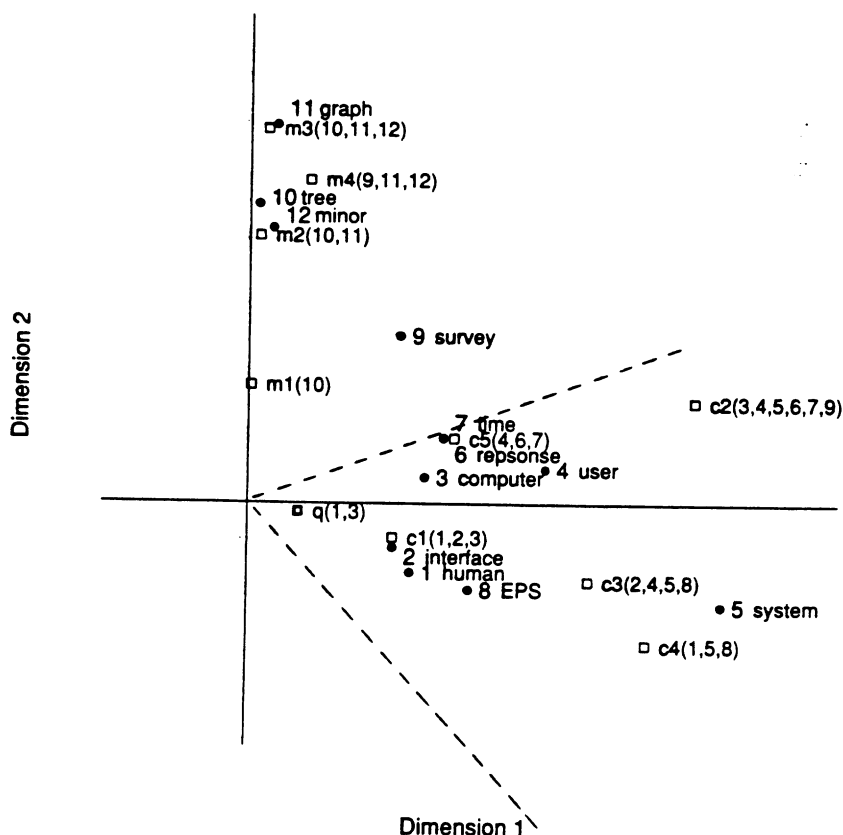 11 graph
m3(10,11,12)
m4(9,11,12)
10 tree
12 minor
m2(10,11)
Dimension 2
9 survey
m1(10)
c2(3,4,5,6,7,9)
7 time
c5(4,6,7)
6 repsonse
3 computer
4 user
q(1,3)
c1(1,2,3)
2 interface
1 human
8 EPS
c3(2,4,5,8)
5 system
c4(1,5,8)
Dimension 1